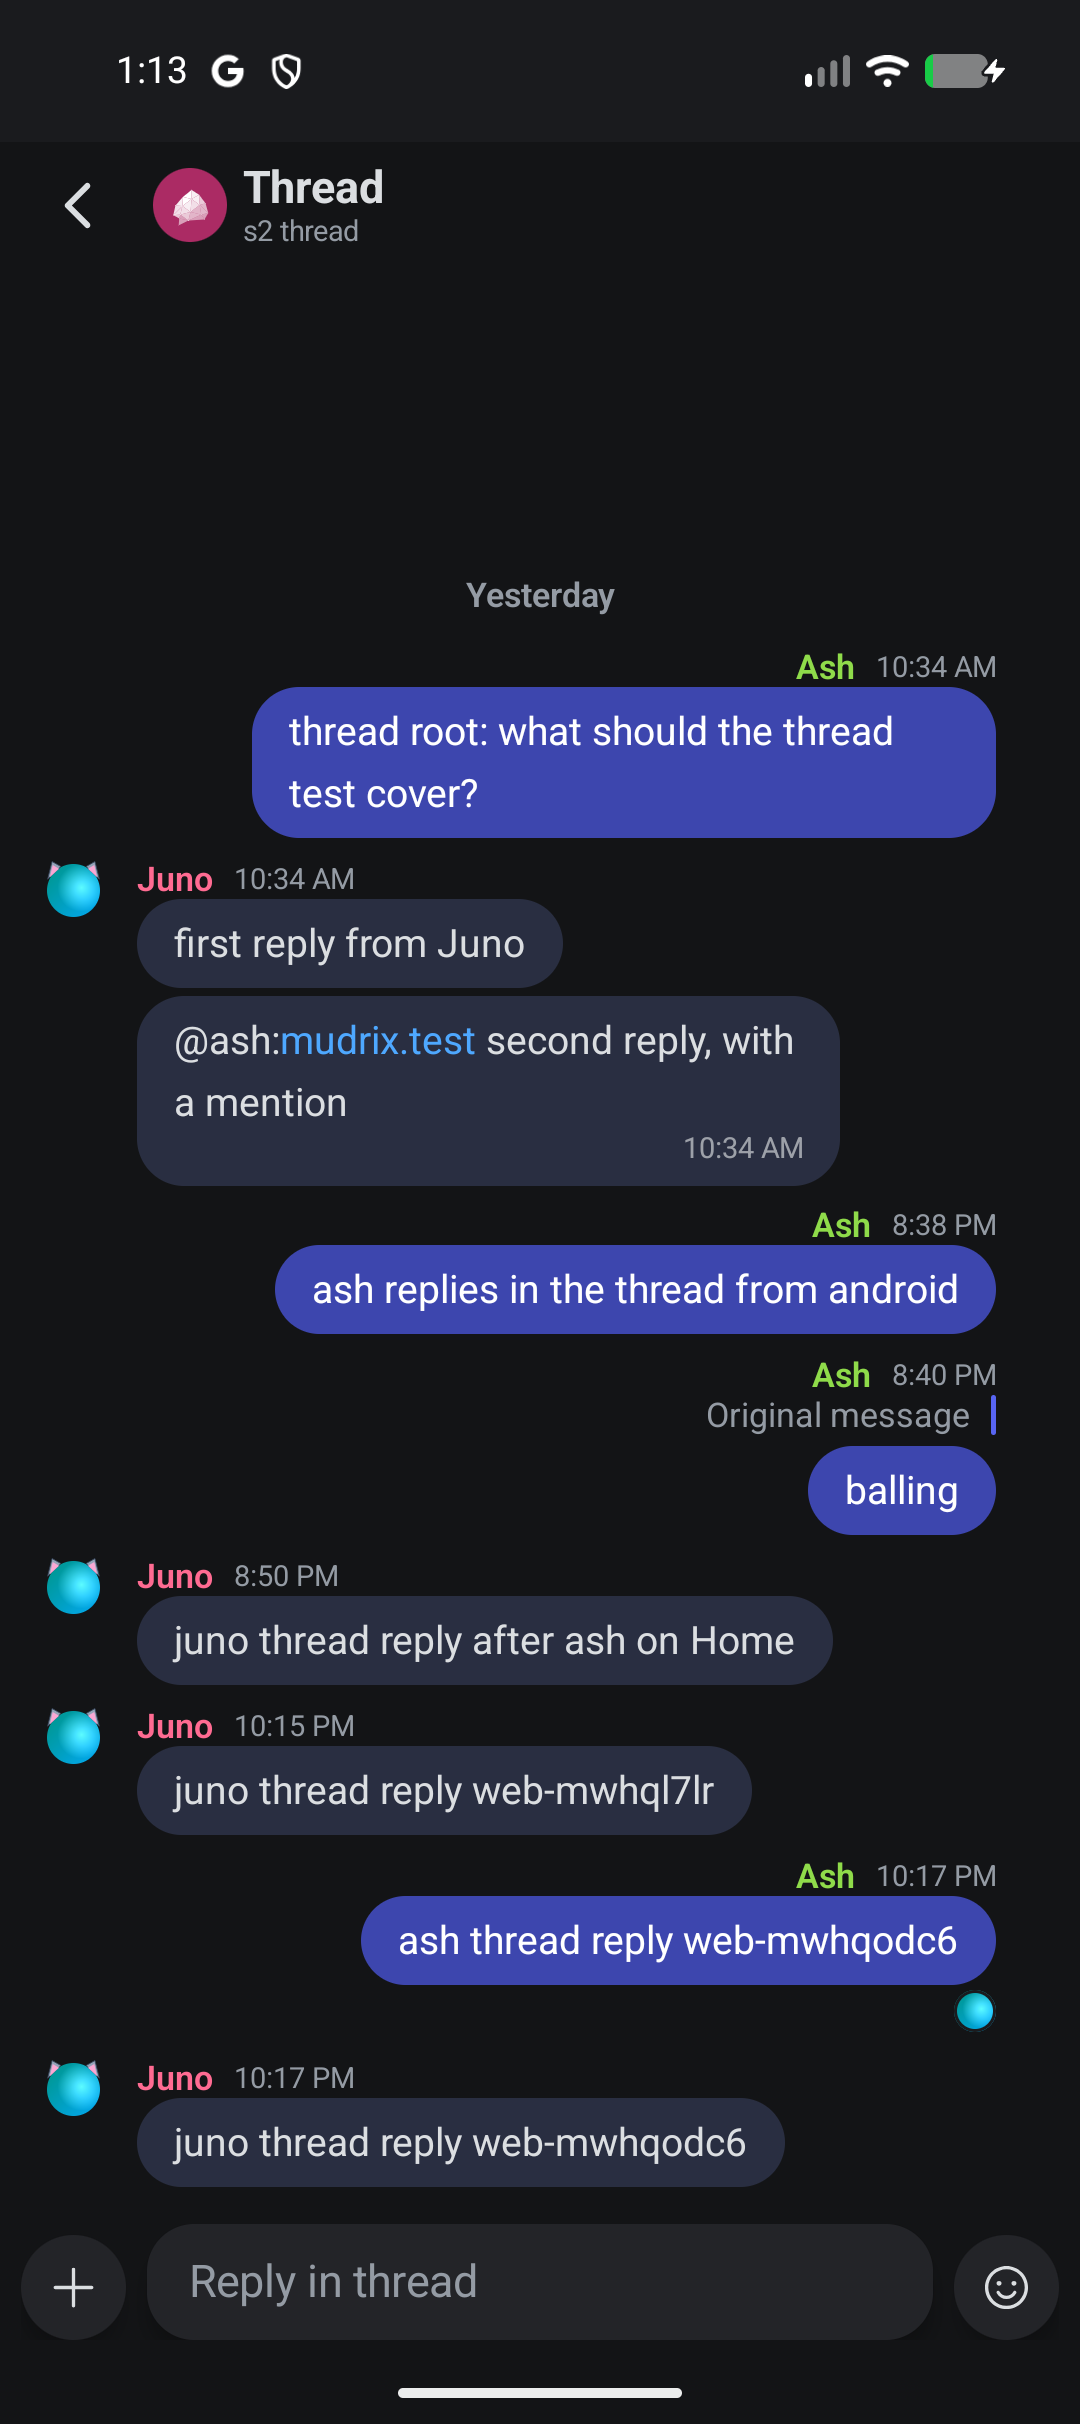 1:13
Thread
s2 thread
Yesterday
Ash 10:34 AM
thread root: what should the thread
test cover?
Juno 10:34 AM
first reply from Juno
@ash:mudrix.test second reply, with
a mention
10:34 AM
Ash 8:38 PM
ash replies in the thread from android
Ash 8:40 PM
Original message
balling
Juno 8:50 PM
juno thread reply after ash on Home
Juno 10:15 PM
juno thread reply web-mwhql7lr
Ash 10:17 PM
ash thread reply web-mwhqodc6
Juno 10:17 PM
juno thread reply web-mwhqodc6
Reply in thread